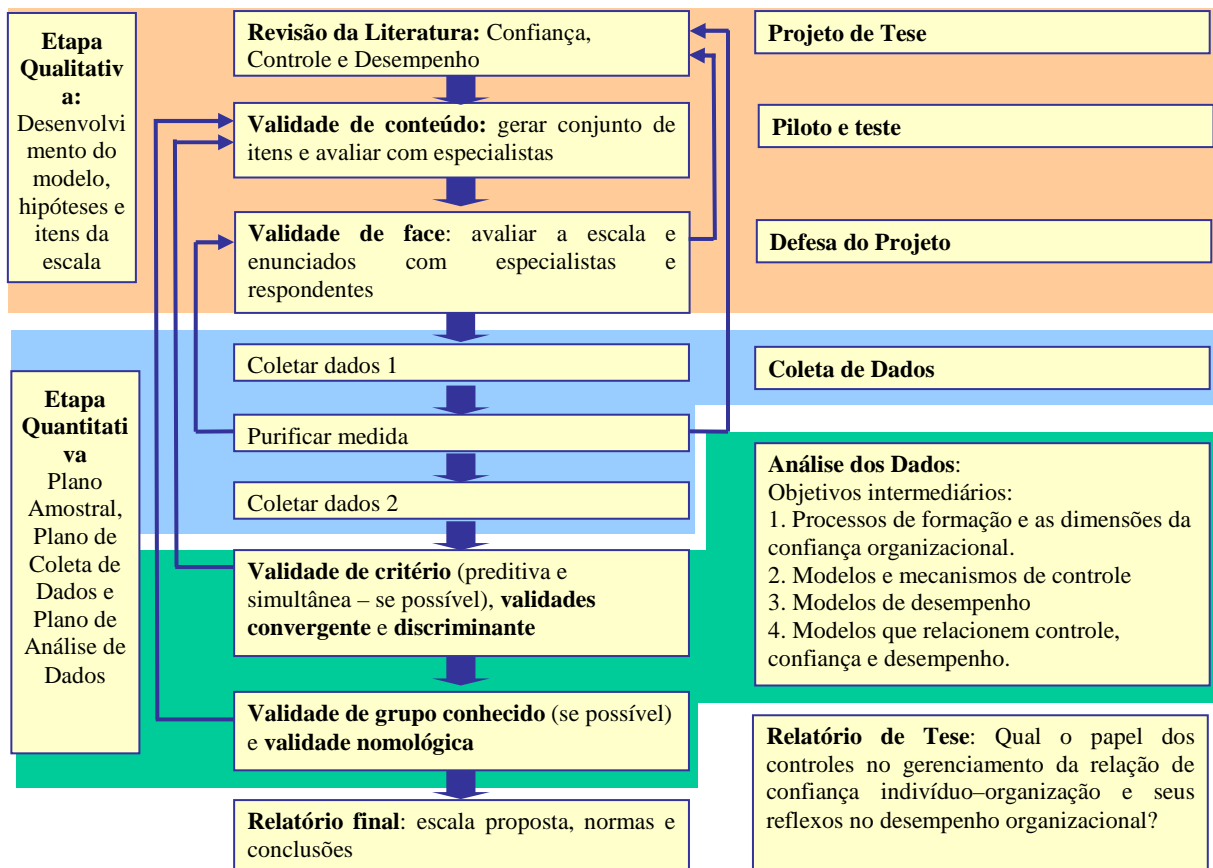 Etapa
Qualitativ
a:
Desenvolvi
mento do
modelo,
hipóteses e
itens da
escala
Revisão da Literatura: Confiança,
Controle e Desempenho
Projeto de Tese
Validade de conteúdo: gerar conjunto de
itens e avaliar com especialistas
Piloto e teste
Validade de face: avaliar a escala e
enunciados com especialistas e
respondentes
Defesa do Projeto
Coletar dados 1
Coleta de Dados
Etapa
Quantitati
va
Plano
Amostral,
Plano de
Coleta de
Dados e
Plano de
Análise de
Dados
Purificar medida
Coletar dados 2
Validade de critério (preditiva e
simultânea – se possível), validades
convergente e discriminante
Validade de grupo conhecido (se possível)
e validade nomológica
Relatório final: escala proposta, normas e
conclusões
Análise dos Dados:
Objetivos intermediários:
1. Processos de formação e as dimensões da
confiança organizacional.
2. Modelos e mecanismos de controle
3. Modelos de desempenho
4. Modelos que relacionem controle,
confiança e desempenho.
Relatório de Tese: Qual o papel dos
controles no gerenciamento da relação de
confiança indivíduo–organização e seus
reflexos no desempenho organizacional?